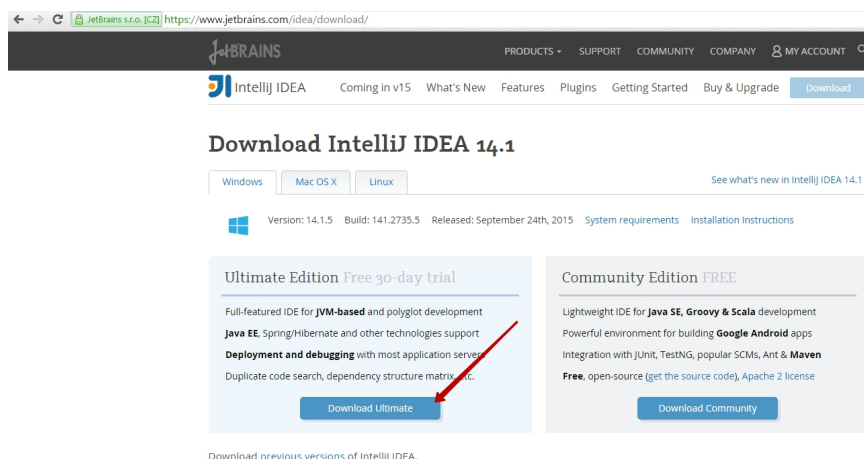 JetBrains s.r.o. [CZ] https://www.jetbrains.com/idea/download/
JETBRAINS PRODUCTS SUPPORT COMMUNITY COMPANY MY ACCOUNT
IntelliJ IDEA Coming in v15 What's New Features Plugins Getting Started Buy & Upgrade Download
Download IntelliJ IDEA 14.1
Windows Mac OS X Linux See what's new in IntelliJ IDEA 14.1
Version: 14.1.5 Build: 141.2735.5 Released: September 24th, 2015 System requirements Installation Instructions
Ultimate Edition Free 30-day trial
Full-featured IDE for JVM-based and polyglot development
Java EE, Spring/Hibernate and other technologies support
Deployment and debugging with most application servers
Duplicate code search, dependency structure matrix, etc.
Download Ultimate
Community Edition FREE
Lightweight IDE for Java SE, Groovy & Scala development
Powerful environment for building Google Android apps
Integration with JUnit, TestNG, popular SCMs, Ant & Maven
Free, open-source (get the source code), Apache 2 license
Download Community
Download previous versions of IntelliJ IDEA.